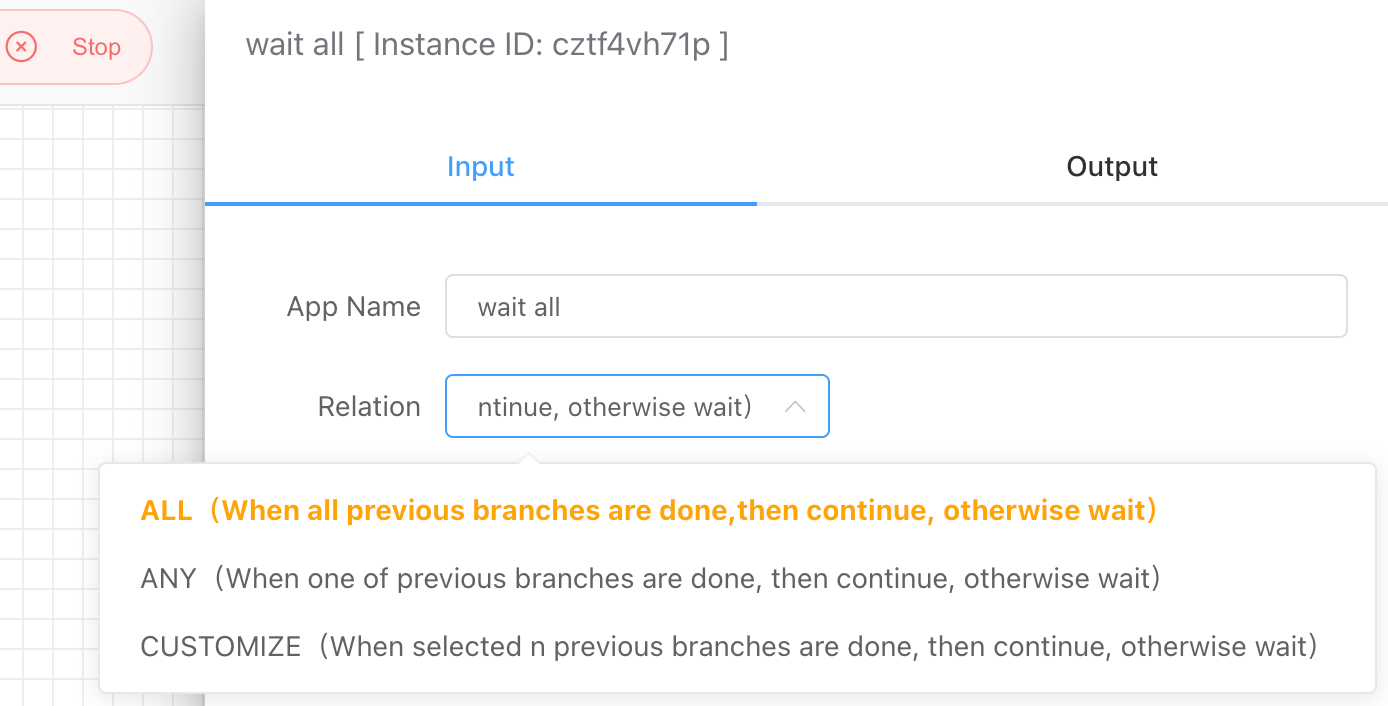 Stop
wait all [ Instance ID: cztf4vh71p ]
Input
Output
App Name
wait all
Relation
ntinue, otherwise wait)
ALL（When all previous branches are done,then continue, otherwise wait）
ANY（When one of previous branches are done, then continue, otherwise wait）
CUSTOMIZE（When selected n previous branches are done, then continue, otherwise wait）